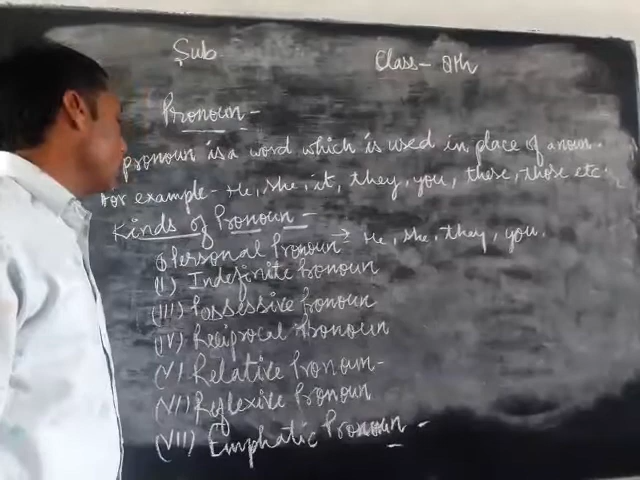 Sub. Class- 8th
Pronoun -
pronoun is a word which is used in place of a noun.
For example - He, she, it, they, you, these, those etc.
Kinds of Pronoun -
(I) Personal Pronoun → He, she, they, you.
(II) Indefinite Pronoun
(III) Possessive Pronoun
(IV) Reciprocal Pronoun
(V) Relative Pronoun-
(VI) Reflexive Pronoun
(VII) Emphatic Pronoun -